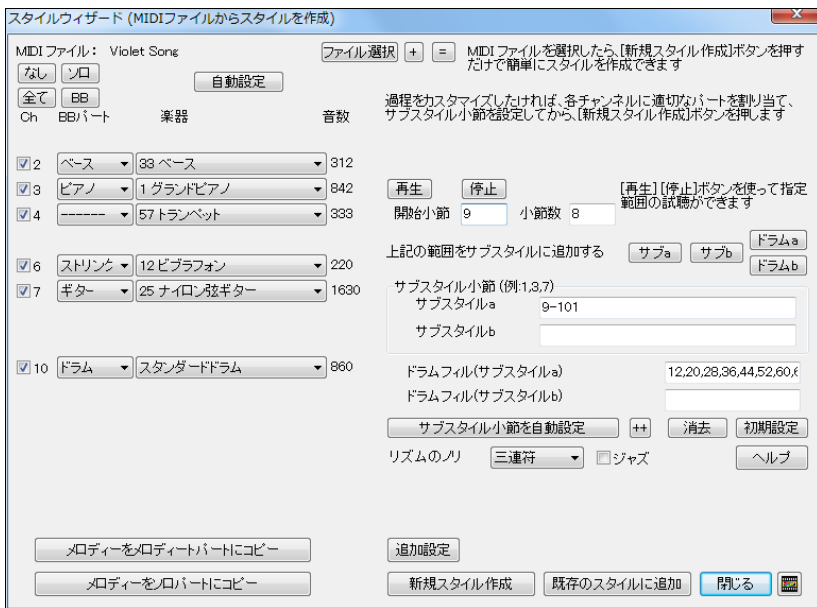 スタイルウィザード (MIDIファイルからスタイルを作成)
MIDI ファイル： Violet Song
ファイル選択 + =
MIDI ファイルを選択したら、[新規スタイル作成]ボタンを押す
だけで簡単にスタイルを作成できます
なし ソロ
自動設定
全て BB
過程をカスタマイズしたければ、各チャンネルに適切なパートを割り当て、
サブスタイル小節を設定してから、[新規スタイル作成]ボタンを押します
Ch BBパート 楽器 音数
2 ベース 33 ベース 312
3 ピアノ 1 グランドピアノ 842
4 ------ 57 トランペット 333
6 ストリング 12 ビブラフォン 220
7 ギター 25 ナイロン弦ギター 1630
10 ドラム スタンダードドラム 860
再生 停止
[再生][停止]ボタンを使って指定
範囲の試聴ができます
開始小節 9 小節数 8
上記の範囲をサブスタイルに追加する サブa サブb ドラムa
ドラムb
サブスタイル小節 (例:1,3,7)
サブスタイルa 9-101
サブスタイルb
ドラムフィル(サブスタイルa) 12,20,28,36,44,52,60,6
ドラムフィル(サブスタイルb)
サブスタイル小節を自動設定 ++ 消去 初期設定
リズムのノリ 三連符 ジャズ ヘルプ
メロディーをメロディートパートにコピー 追加設定
メロディーをソロパートにコピー 新規スタイル作成 既存のスタイルに追加 閉じる